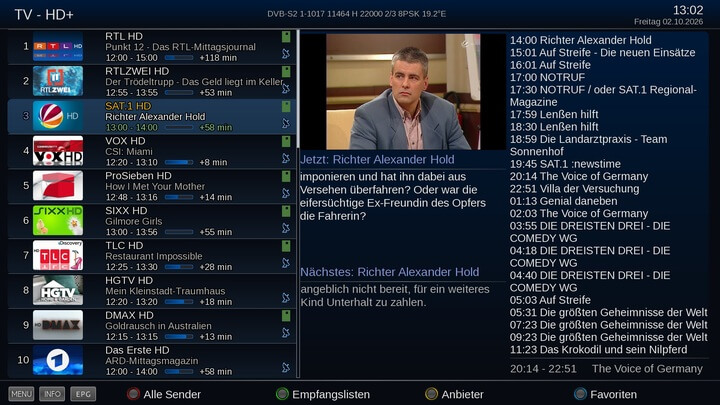 TV - HD+
DVB-S2 1-1017 11464 H 22000 2/3 8PSK 19.2°E
13:02
Freitag 02.10.2026
1 RTL HD
Punkt 12 - Das RTL-Mittagsjournal
12:00 - 15:00 +118 min
2 RTLZWEI HD
Der Trödeltrupp - Das Geld liegt im Keller
12:55 - 13:55 +53 min
3 SAT.1 HD
Richter Alexander Hold
13:00 - 14:00 +58 min
4 VOX HD
CSI: Miami
12:20 - 13:10 +8 min
5 ProSieben HD
How I Met Your Mother
12:48 - 13:16 +14 min
6 SIXX HD
Gilmore Girls
13:00 - 13:56 +55 min
7 TLC HD
Restaurant Impossible
12:25 - 13:30 +28 min
8 HGTV HD
Mein Kleinstadt-Traumhaus
12:20 - 13:20 +18 min
9 DMAX HD
Goldrausch in Australien
12:15 - 13:15 +13 min
10 Das Erste HD
ARD-Mittagsmagazin
12:00 - 14:00 +58 min
Jetzt: Richter Alexander Hold
imponieren und hat ihn dabei aus
Versehen überfahren? Oder war die
eifersüchtige Ex-Freundin des Opfers
die Fahrerin?
Nächstes: Richter Alexander Hold
angeblich nicht bereit, für ein weiteres
Kind Unterhalt zu zahlen.
14:00 Richter Alexander Hold
15:01 Auf Streife - Die neuen Einsätze
16:01 Auf Streife
17:00 NOTRUF
17:30 NOTRUF / oder SAT.1 Regional-
Magazine
17:59 Lenßen hilft
18:30 Lenßen hilft
18:59 Die Landarztpraxis - Team
Sonnenhof
19:45 SAT.1 :newstime
20:14 The Voice of Germany
22:51 Villa der Versuchung
01:13 Genial daneben
02:03 The Voice of Germany
03:55 DIE DREISTEN DREI - DIE
COMEDY WG
04:18 DIE DREISTEN DREI - DIE
COMEDY WG
04:40 DIE DREISTEN DREI - DIE
COMEDY WG
05:03 Auf Streife
05:31 Die größten Geheimnisse der Welt
07:23 Die größten Geheimnisse der Welt
09:23 Die größten Geheimnisse der Welt
11:23 Das Krokodil und sein Nilpferd
20:14 - 22:51 The Voice of Germany
MENU INFO EPG Alle Sender Empfangslisten Anbieter Favoriten